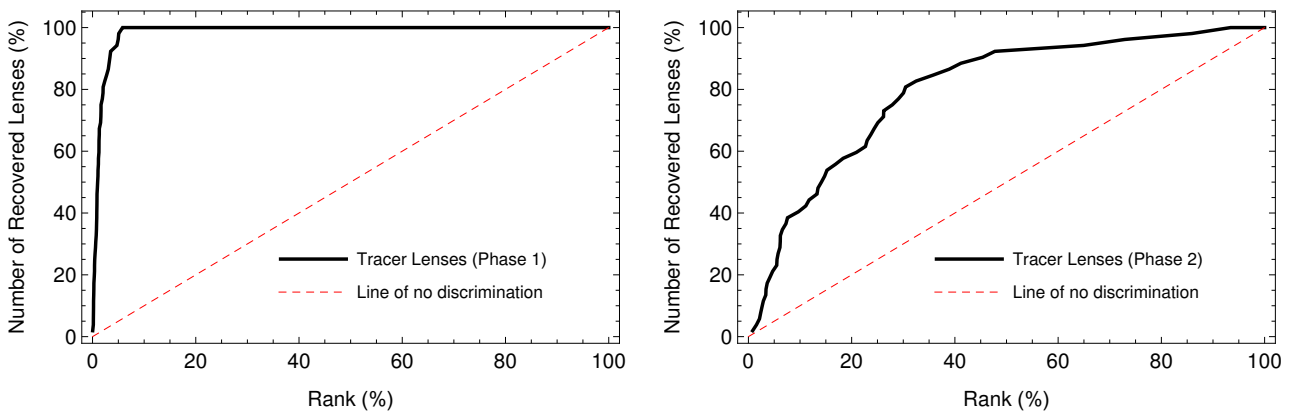 Number of Recovered Lenses (%)
100
80
60
40
20
0
Tracer Lenses (Phase 1)
Line of no discrimination
0 20 40 60 80 100
Rank (%)
Number of Recovered Lenses (%)
100
80
60
40
20
0
Tracer Lenses (Phase 2)
Line of no discrimination
0 20 40 60 80 100
Rank (%)